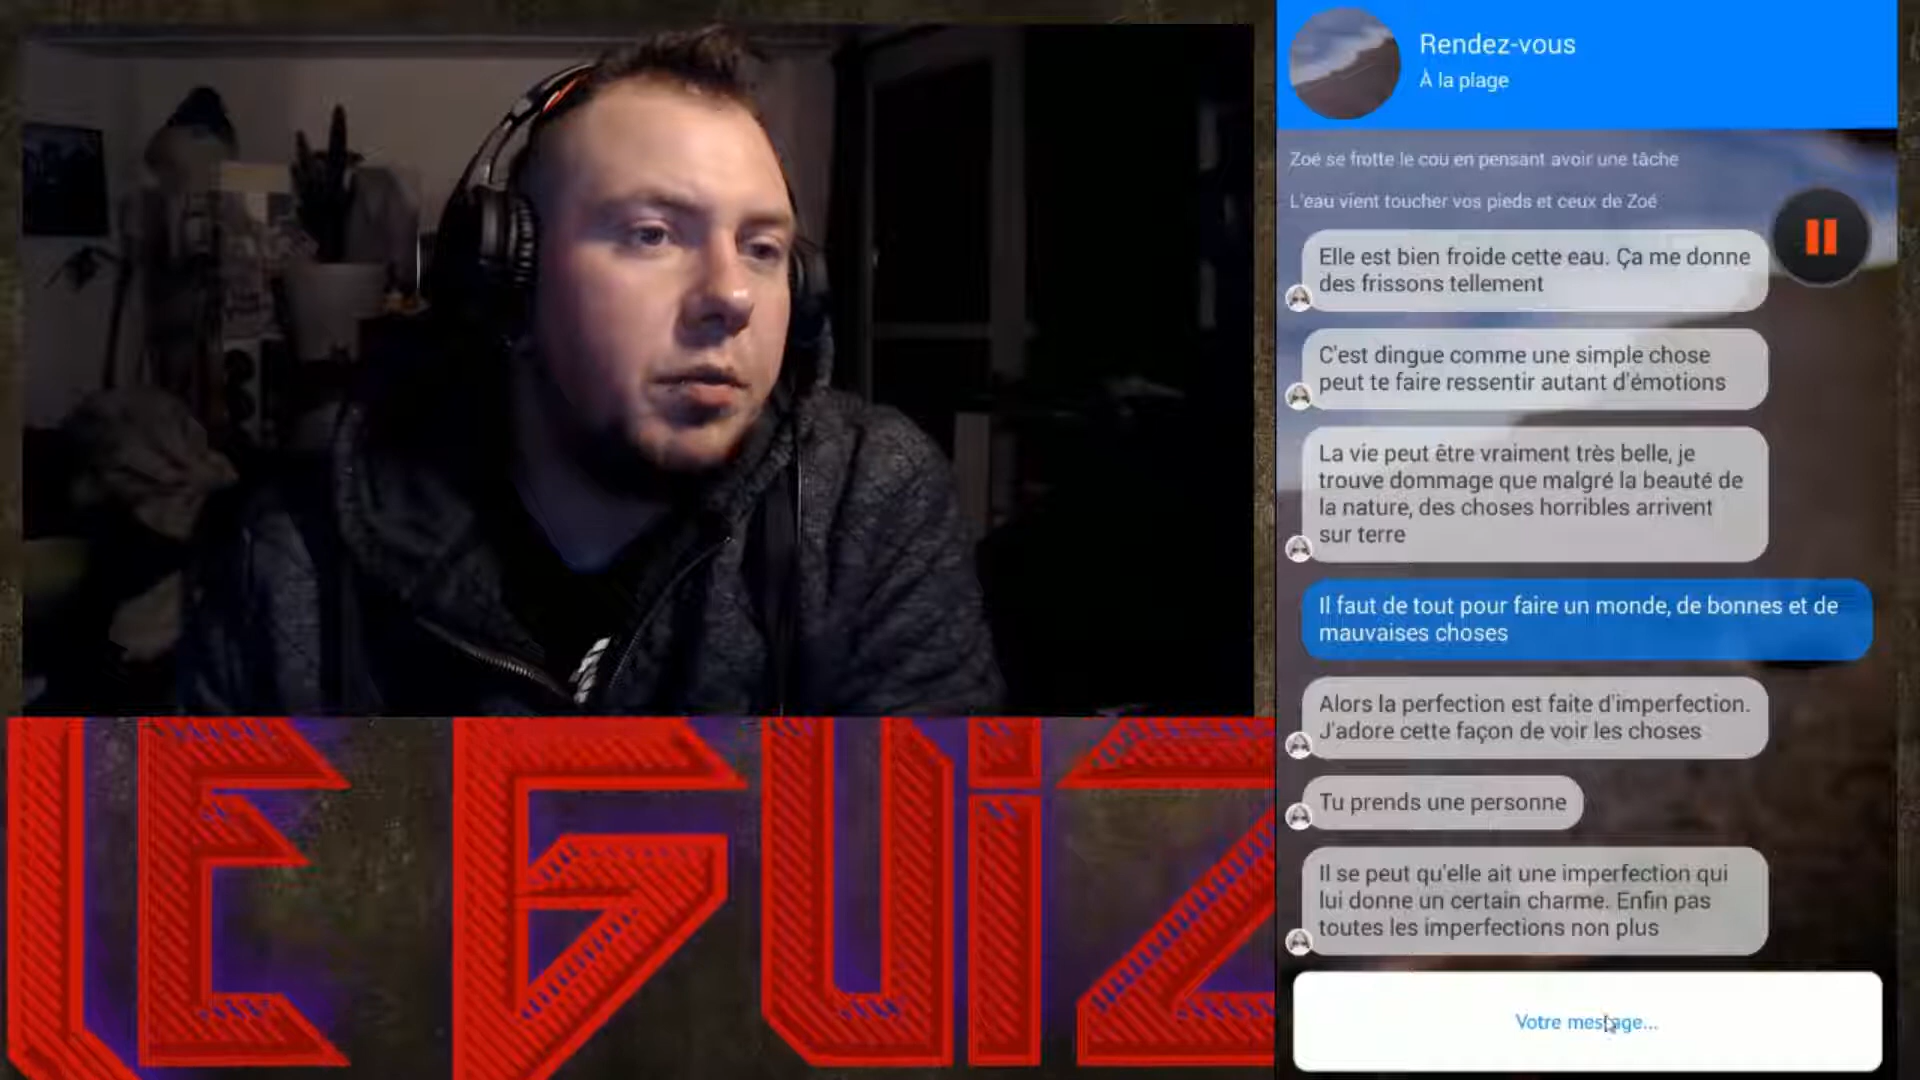 Rendez-vous
À la plage
Zoé se frotte le cou en pensant avoir une tâche
L'eau vient toucher vos pieds et ceux de Zoé
Elle est bien froide cette eau. Ça me donne
des frissons tellement
C'est dingue comme une simple chose
peut te faire ressentir autant d'émotions
La vie peut être vraiment très belle, je
trouve dommage que malgré la beauté de
la nature, des choses horribles arrivent
sur terre
Il faut de tout pour faire un monde, de bonnes et de
mauvaises choses
Alors la perfection est faite d'imperfection.
J'adore cette façon de voir les choses
Tu prends une personne
Il se peut qu'elle ait une imperfection qui
lui donne un certain charme. Enfin pas
toutes les imperfections non plus
Votre message...
LE GUIZ